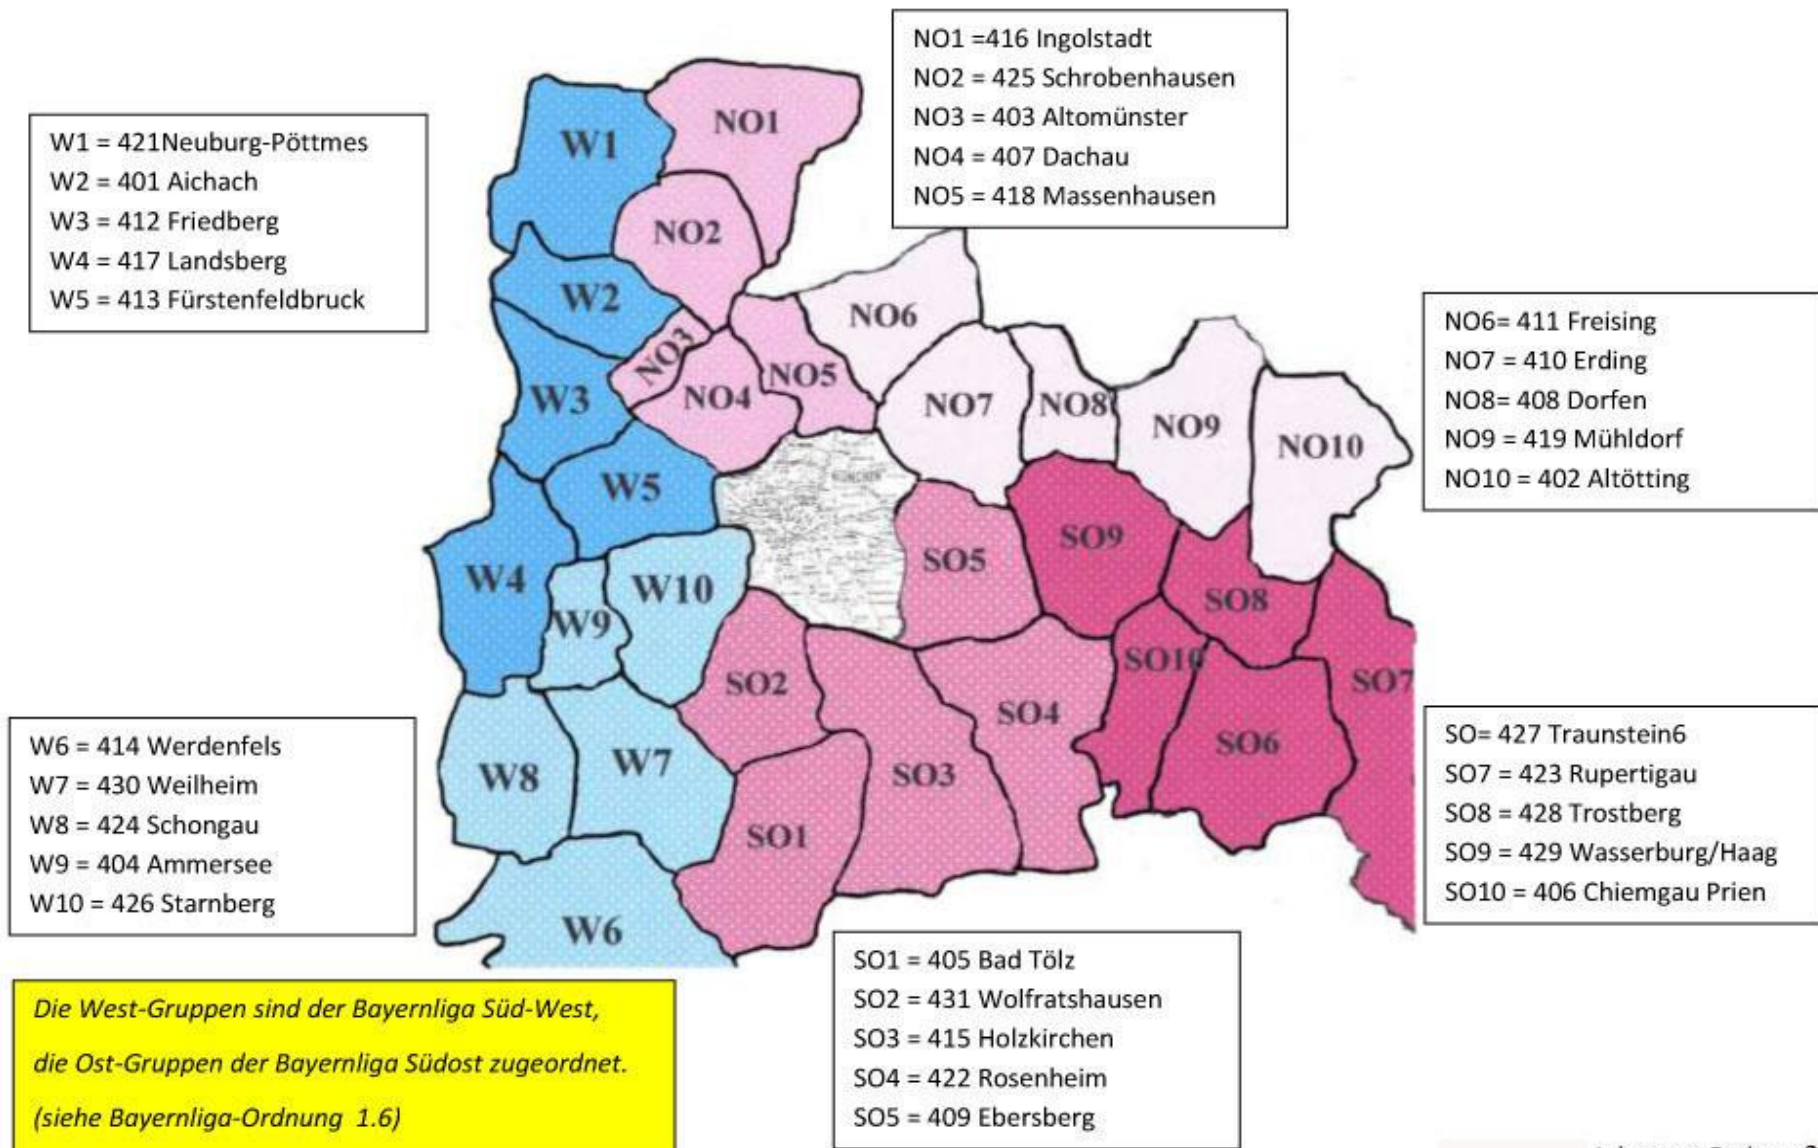 NO1 =416 Ingolstadt
NO2 = 425 Schrobenhausen
NO3 = 403 Altomünster
NO4 = 407 Dachau
NO5 = 418 Massenhausen
W1 = 421Neuburg-Pöttmes
W2 = 401 Aichach
W3 = 412 Friedberg
W4 = 417 Landsberg
W5 = 413 Fürstenfeldbruck
W1
NO1
NO2
W2
NO3
NO6
NO5
NO4
W3
NO7
NO8
NO9
NO10
W5
SO9
SO5
W4
W10
W9
SO8
SO2
SO10
SO7
SO4
W8
W7
SO3
SO6
SO1
W6
NO6= 411 Freising
NO7 = 410 Erding
NO8= 408 Dorfen
NO9 = 419 Mühldorf
NO10 = 402 Altötting
W6 = 414 Werdenfels
W7 = 430 Weilheim
W8 = 424 Schongau
W9 = 404 Ammersee
W10 = 426 Starnberg
SO= 427 Traunstein6
SO7 = 423 Rupertigau
SO8 = 428 Trostberg
SO9 = 429 Wasserburg/Haag
SO10 = 406 Chiemgau Prien
SO1 = 405 Bad Tölz
SO2 = 431 Wolfratshausen
SO3 = 415 Holzkirchen
SO4 = 422 Rosenheim
SO5 = 409 Ebersberg
Die West-Gruppen sind der Bayernliga Süd-West,
die Ost-Gruppen der Bayernliga Südost zugeordnet.
(siehe Bayernliga-Ordnung 1.6)